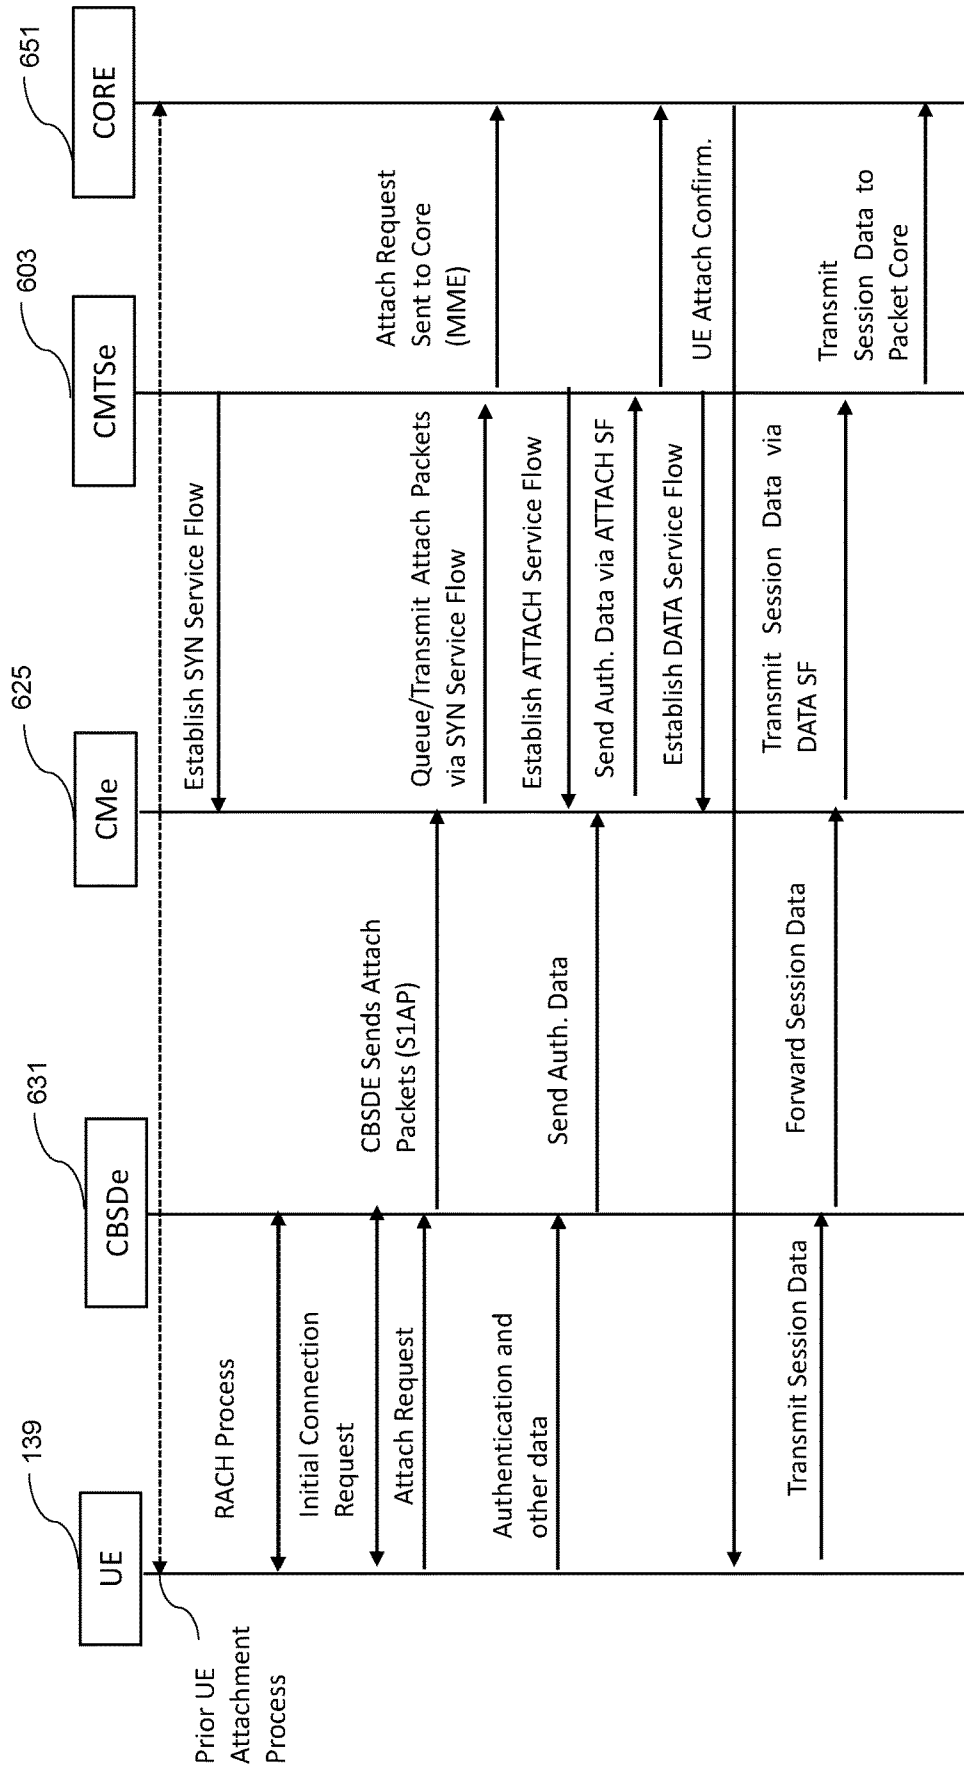 139
631
625
603
651
UE
CBSDe
CMe
CMTSe
CORE
Prior UE
Attachment
Process
Establish SYN Service Flow
RACH Process
Initial Connection
Request
Attach Request
CBSDE Sends Attach
Packets (S1AP)
Queue/Transmit Attach Packets
via SYN Service Flow
Attach Request
Sent to Core
(MME)
Establish ATTACH Service Flow
Authentication and
other data
Send Auth. Data
Send Auth. Data via ATTACH SF
Establish DATA Service Flow
UE Attach Confirm.
Transmit Session Data
Forward Session Data
Transmit Session Data via
DATA SF
Transmit
Session Data to
Packet Core